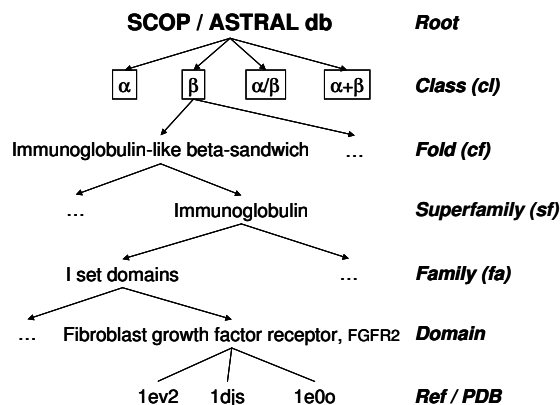 SCOP / ASTRAL db Root
α β α/β α+β Class (cl)
Immunoglobulin-like beta-sandwich ... Fold (cf)
... Immunoglobulin Superfamily (sf)
I set domains ... Family (fa)
... Fibroblast growth factor receptor, FGFR2 Domain
1ev2 1djs 1e0o Ref / PDB